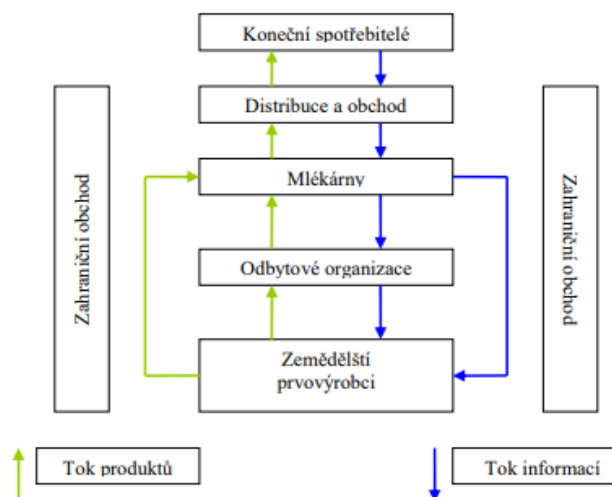 Koneční spotřebitelé
Distribuce a obchod
Mlékárny
Odbytové organizace
Zemědělští
prvovýrobci
Zahraniční obchod
Zahraniční obchod
Tok produktů
Tok informací